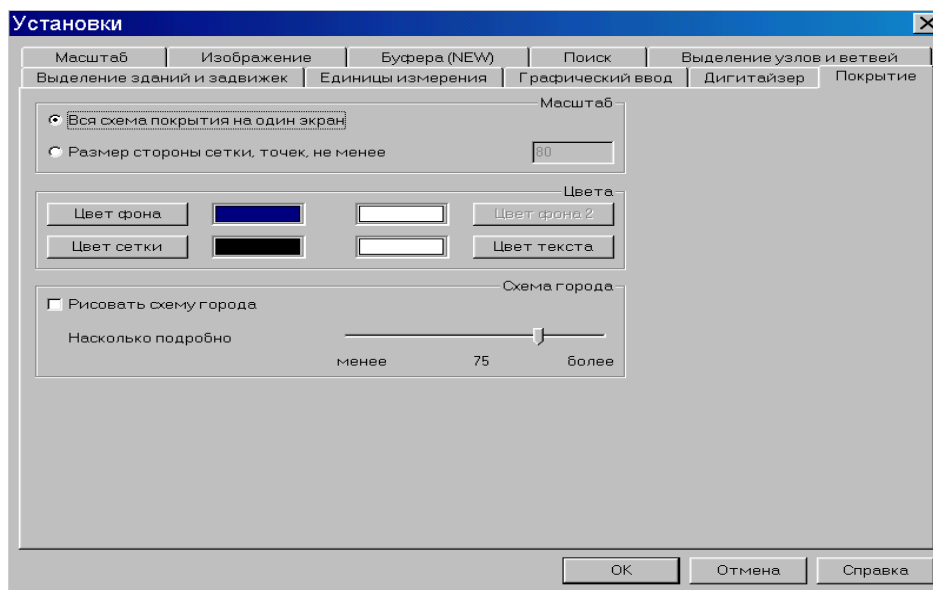 Установки
Масштаб Изображение Буфера (NEW) Поиск Выделение узлов и ветвей
Выделение зданий и задвижек Единицы измерения Графический ввод Дигитайзер Покрытие
Масштаб
Вся схема покрытия на один экран
Размер стороны сетки, точек, не менее 80
Цвета
Цвет фона Цвет фона 2
Цвет сетки Цвет текста
Схема города
Рисовать схему города
Насколько подробно
менее 75 более
OK Отмена Справка